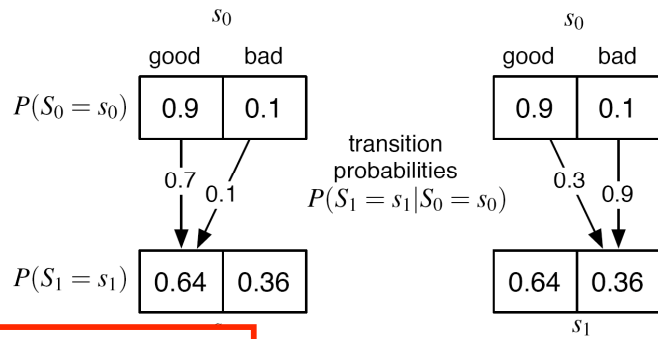 s₀ s₀
good bad good bad
P(S₀ = s₀) 0.9 0.1 0.9 0.1
transition
probabilities
0.7 0.1 P(S₁ = s₁|S₀ = s₀) 0.3 0.9
P(S₁ = s₁) 0.64 0.36 0.64 0.36
s₁